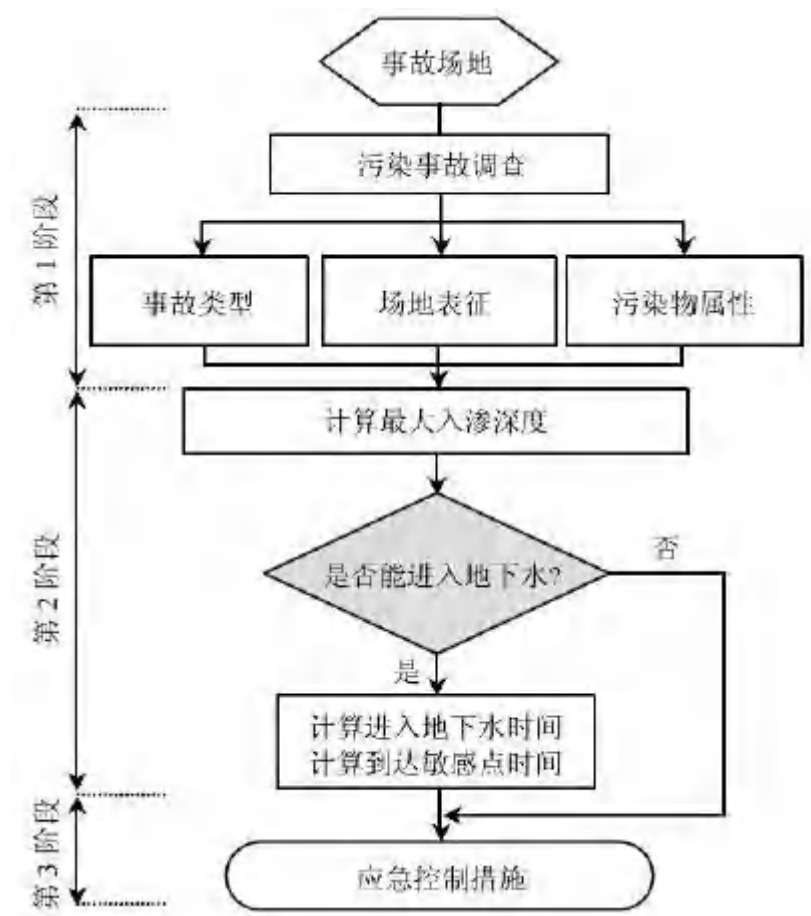 事故场地
污染事故调查
第1阶段
事故类型
场地表征
污染物属性
计算最大入渗深度
第2阶段
是否能进入地下水?
否
是
计算进入地下水时间
计算到达敏感点时间
第3阶段
应急控制措施